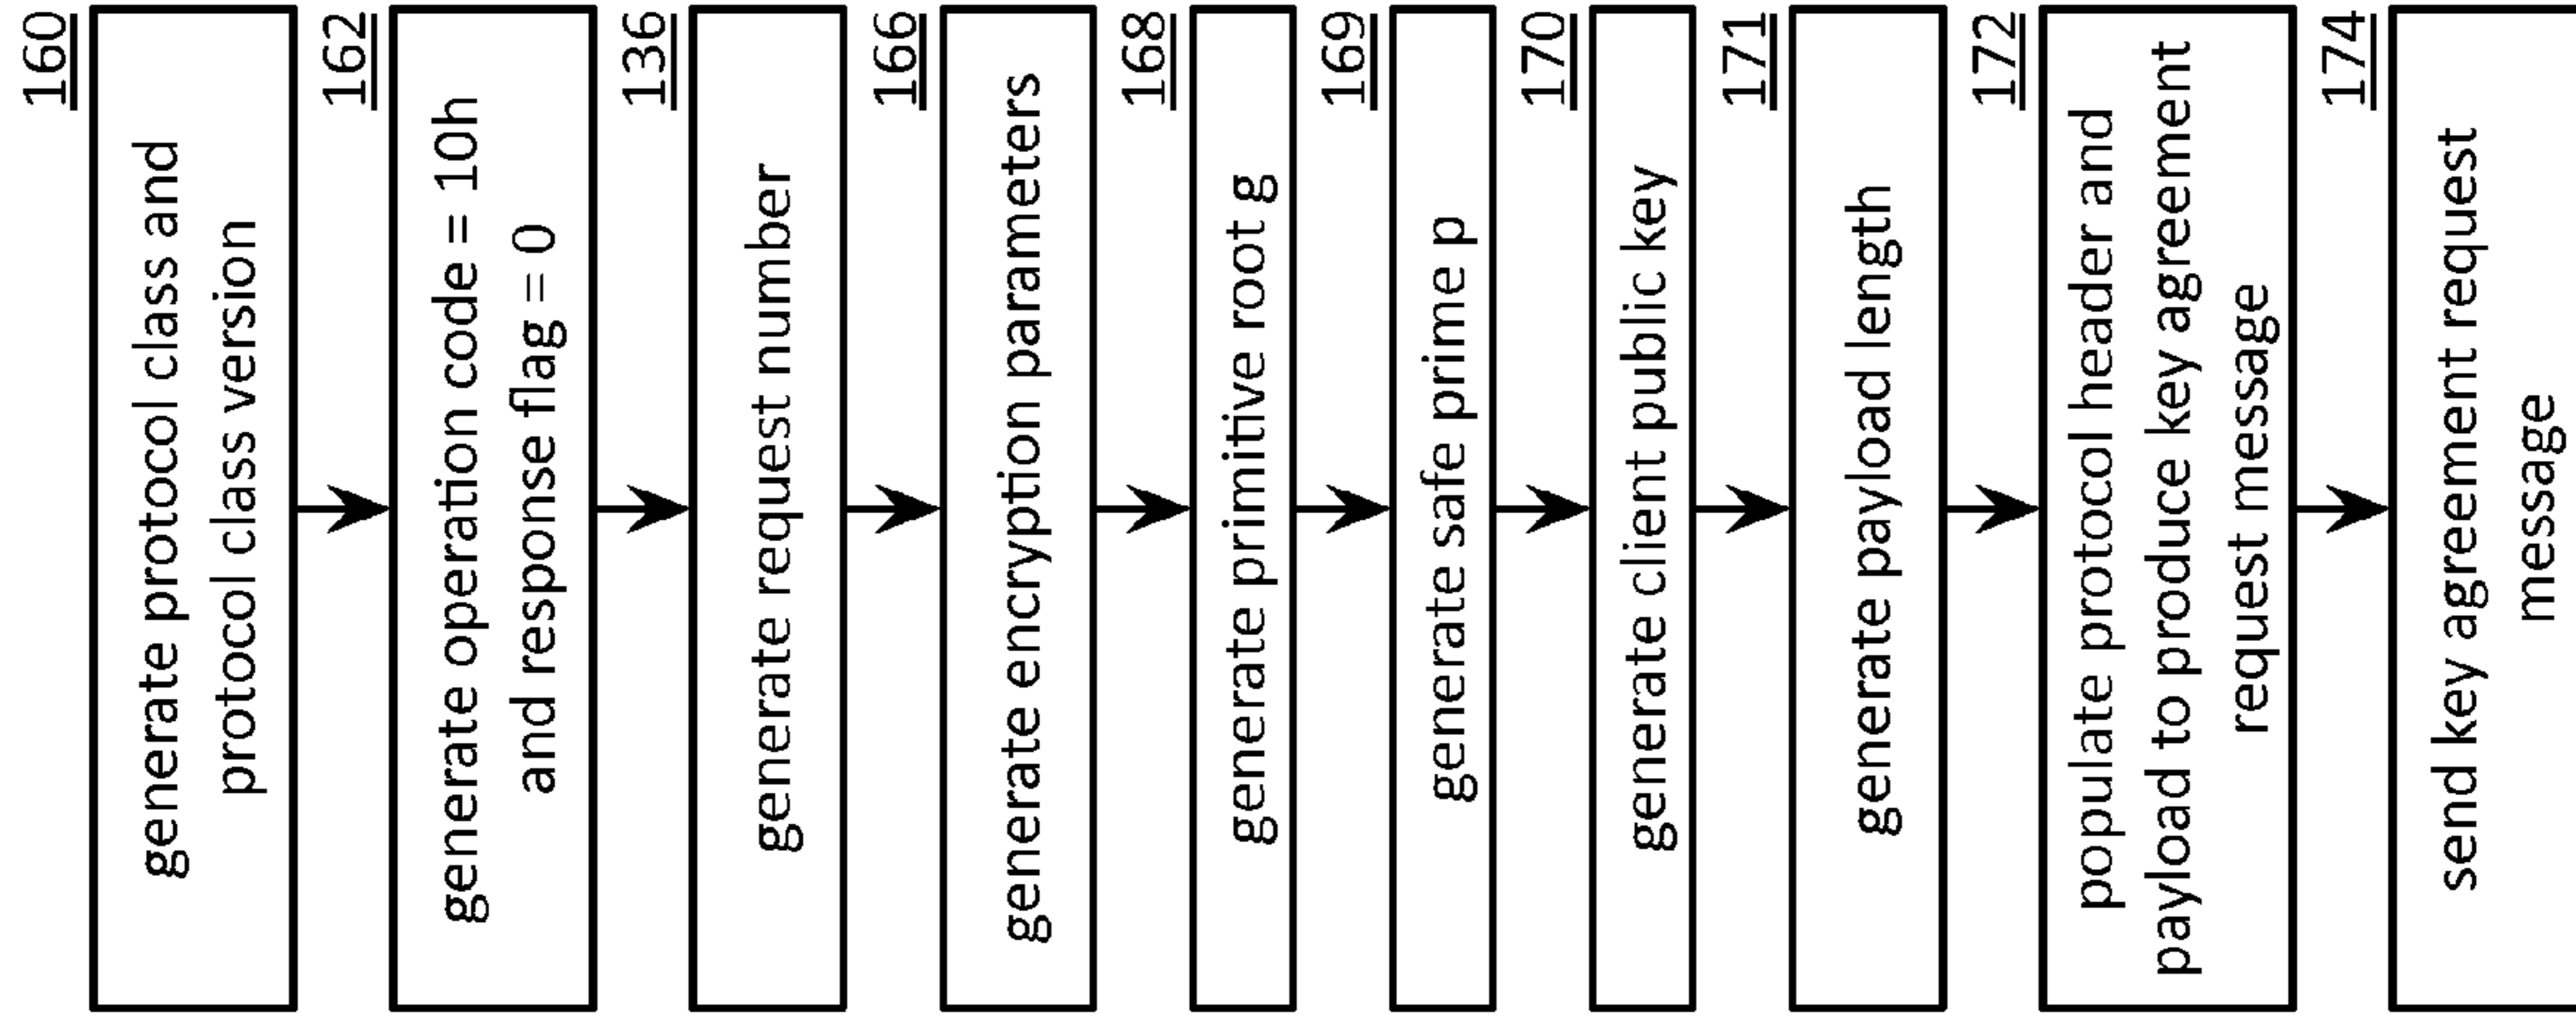 160
generate protocol class and
protocol class version
162
generate operation code = 10h
and response flag = 0
136
generate request number
166
generate encryption parameters
168
generate primitive root g
169
generate safe prime p
170
generate client public key
171
generate payload length
172
populate protocol header and
payload to produce key agreement
request message
174
send key agreement request
message